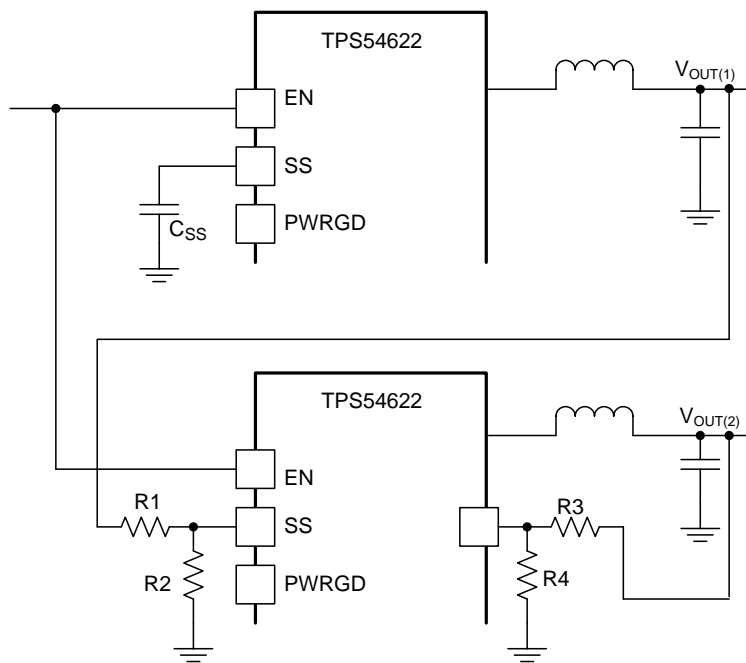 TPS54622
V_OUT(1)
EN
SS
C_SS
PWRGD
TPS54622
V_OUT(2)
EN
R1
SS
R3
R2
PWRGD
R4